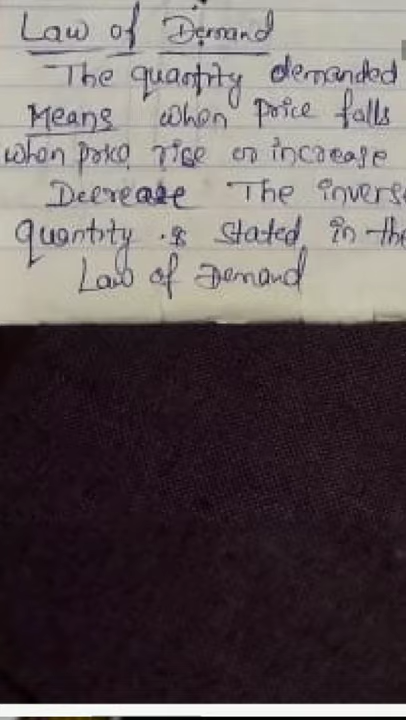 Law of Demand
The quantity demanded
Means when price falls
when price rise or increase
Decrease The inverse
quantity is stated in the
Law of Demand